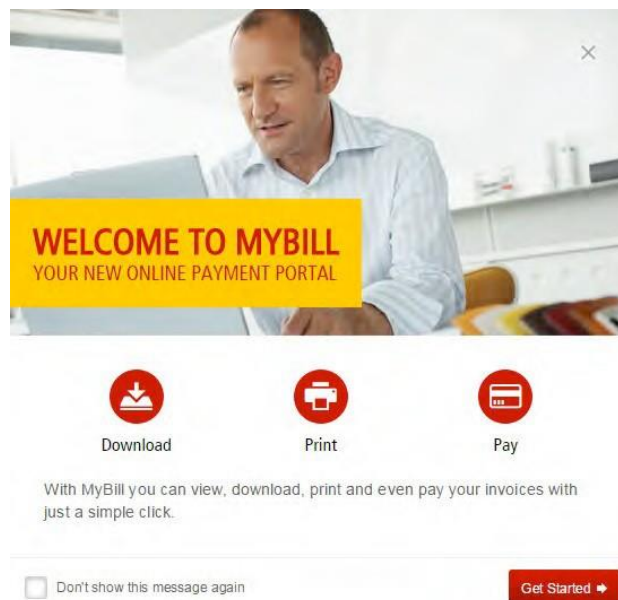 WELCOME TO MYBILL
YOUR NEW ONLINE PAYMENT PORTAL
Download
Print
Pay
With MyBill you can view, download, print and even pay your invoices with
just a simple click.
Don't show this message again
Get Started